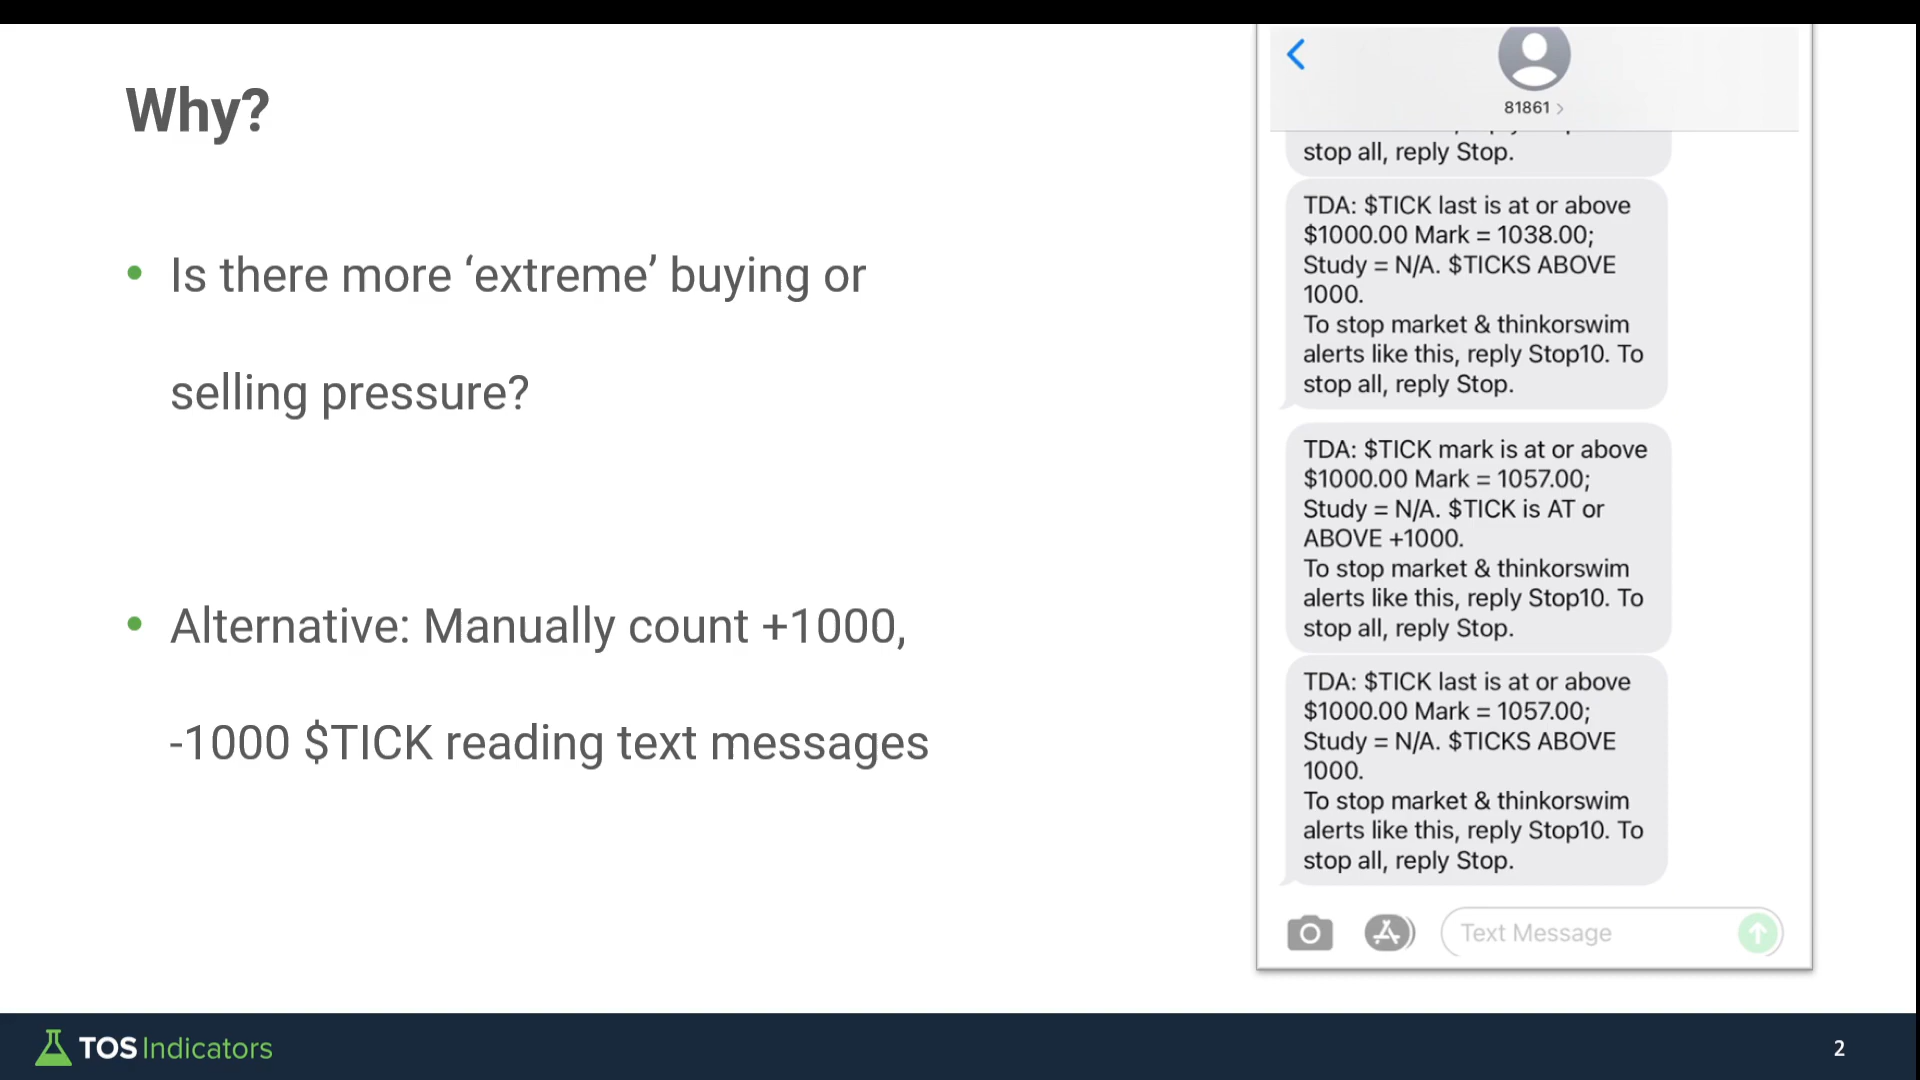 Why?
• Is there more ‘extreme’ buying or
selling pressure?
• Alternative: Manually count +1000,
-1000 $TICK reading text messages
81861 >
stop all, reply Stop.
TDA: $TICK last is at or above
$1000.00 Mark = 1038.00;
Study = N/A. $TICKS ABOVE
1000.
To stop market & thinkorswim
alerts like this, reply Stop10. To
stop all, reply Stop.
TDA: $TICK mark is at or above
$1000.00 Mark = 1057.00;
Study = N/A. $TICK is AT or
ABOVE +1000.
To stop market & thinkorswim
alerts like this, reply Stop10. To
stop all, reply Stop.
TDA: $TICK last is at or above
$1000.00 Mark = 1057.00;
Study = N/A. $TICKS ABOVE
1000.
To stop market & thinkorswim
alerts like this, reply Stop10. To
stop all, reply Stop.
Text Message
TOS Indicators
2